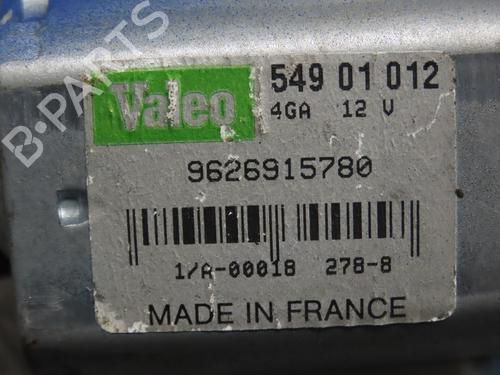 B-PARTS
Valeo
549 01 012
4GA 12 V
9626915780
1/A-00018 278-8
MADE IN FRANCE